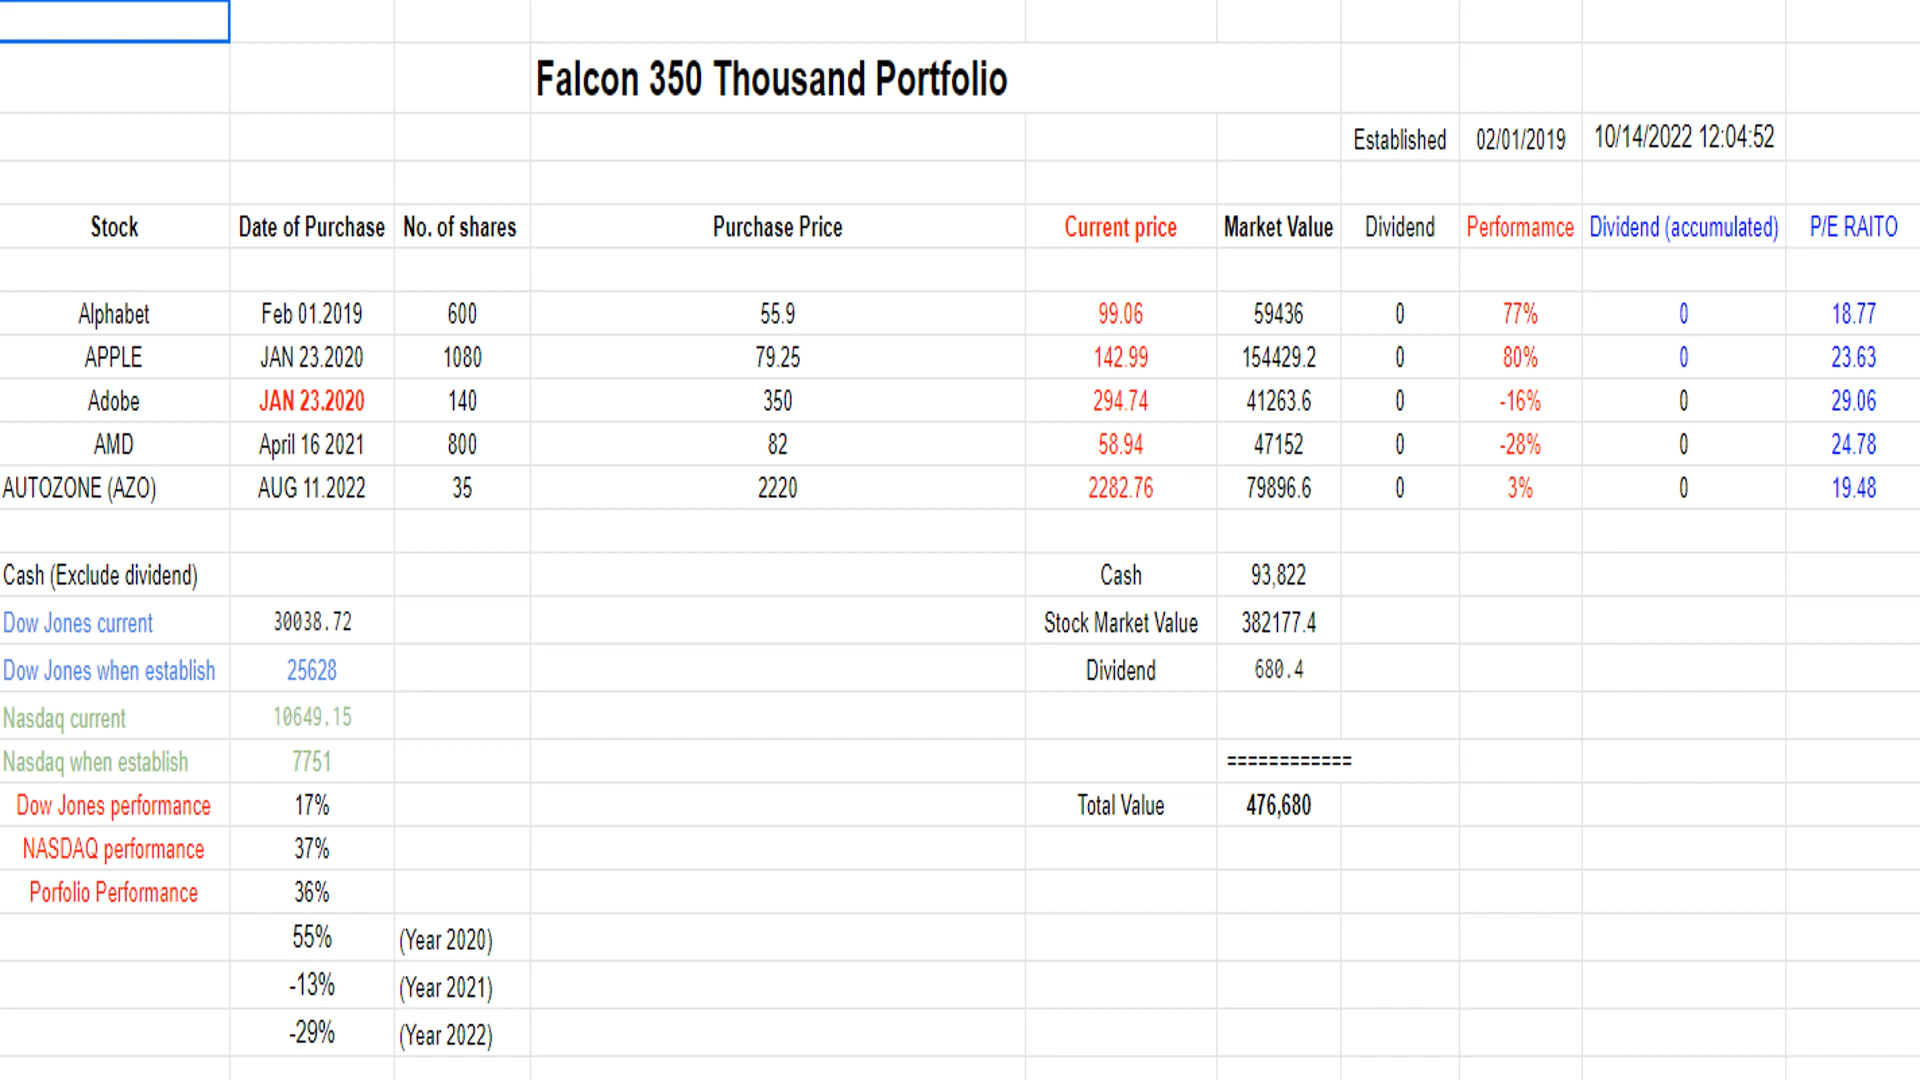 Falcon 350 Thousand Portfolio
Established 02/01/2019 10/14/2022 12:04:52
Stock Date of Purchase No. of shares Purchase Price Current price Market Value Dividend Performamce Dividend (accumulated) P/E RAITO
Alphabet Feb 01.2019 600 55.9 99.06 59436 0 77% 0 18.77
APPLE JAN 23.2020 1080 79.25 142.99 154429.2 0 80% 0 23.63
Adobe JAN 23.2020 140 350 294.74 41263.6 0 -16% 0 29.06
AMD April 16 2021 800 82 58.94 47152 0 -28% 0 24.78
AUTOZONE (AZO) AUG 11.2022 35 2220 2282.76 79896.6 0 3% 0 19.48
Cash (Exclude dividend) Cash 93,822
Dow Jones current 30038.72 Stock Market Value 382177.4
Dow Jones when establish 25628 Dividend 680.4
Nasdaq current 10649.15
Nasdaq when establish 7751 ============
Dow Jones performance 17% Total Value 476,680
NASDAQ performance 37%
Porfolio Performance 36%
55% (Year 2020)
-13% (Year 2021)
-29% (Year 2022)